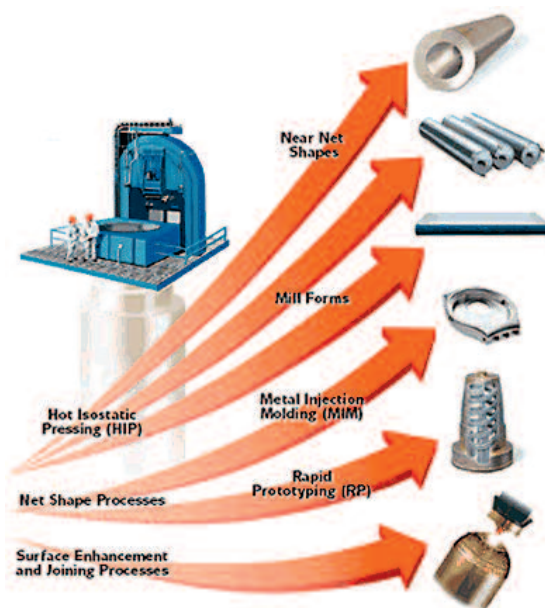 Near Net
Shapes
Mill Forms
Hot Isostatic
Pressing (HIP)
Metal Injection
Molding (MIM)
Rapid
Prototyping (RP)
Net Shape Processes
Surface Enhancement
and Joining Processes